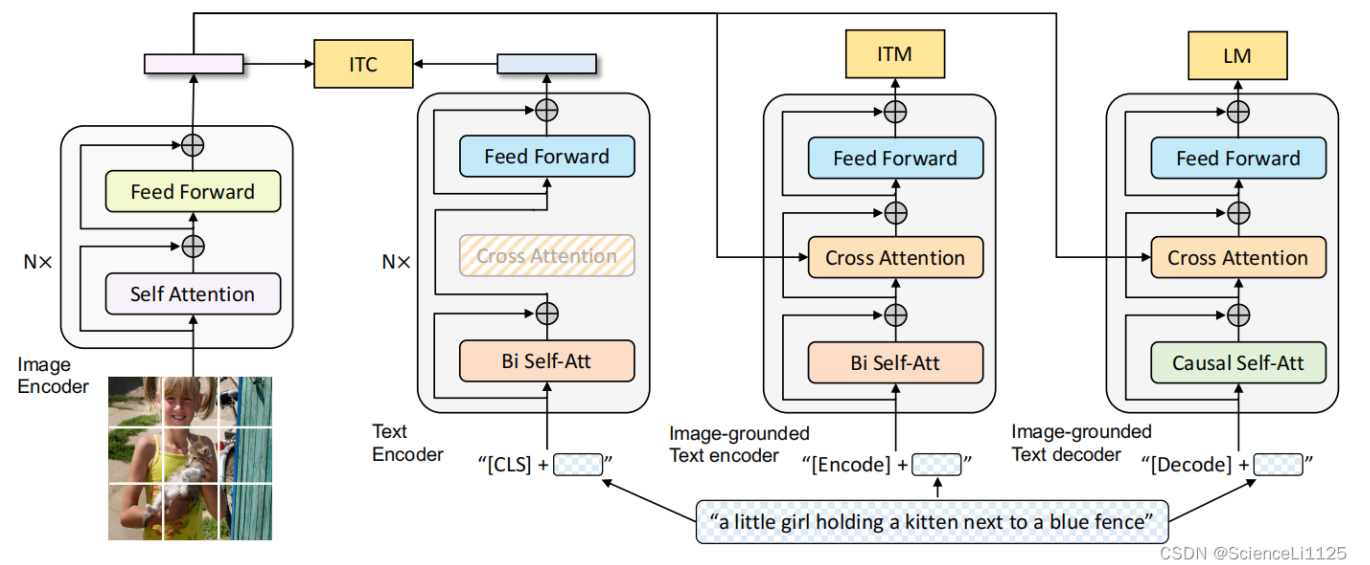 ITC
ITM
LM
Feed Forward
Self Attention
N×
Image
Encoder
Feed Forward
Cross Attention
Bi Self-Att
N×
Text
Encoder
“[CLS] + ”
Feed Forward
Cross Attention
Bi Self-Att
Image-grounded
Text encoder
“[Encode] + ”
Feed Forward
Cross Attention
Causal Self-Att
Image-grounded
Text decoder
“[Decode] + ”
“a little girl holding a kitten next to a blue fence”
CSDN @ScienceLi1125